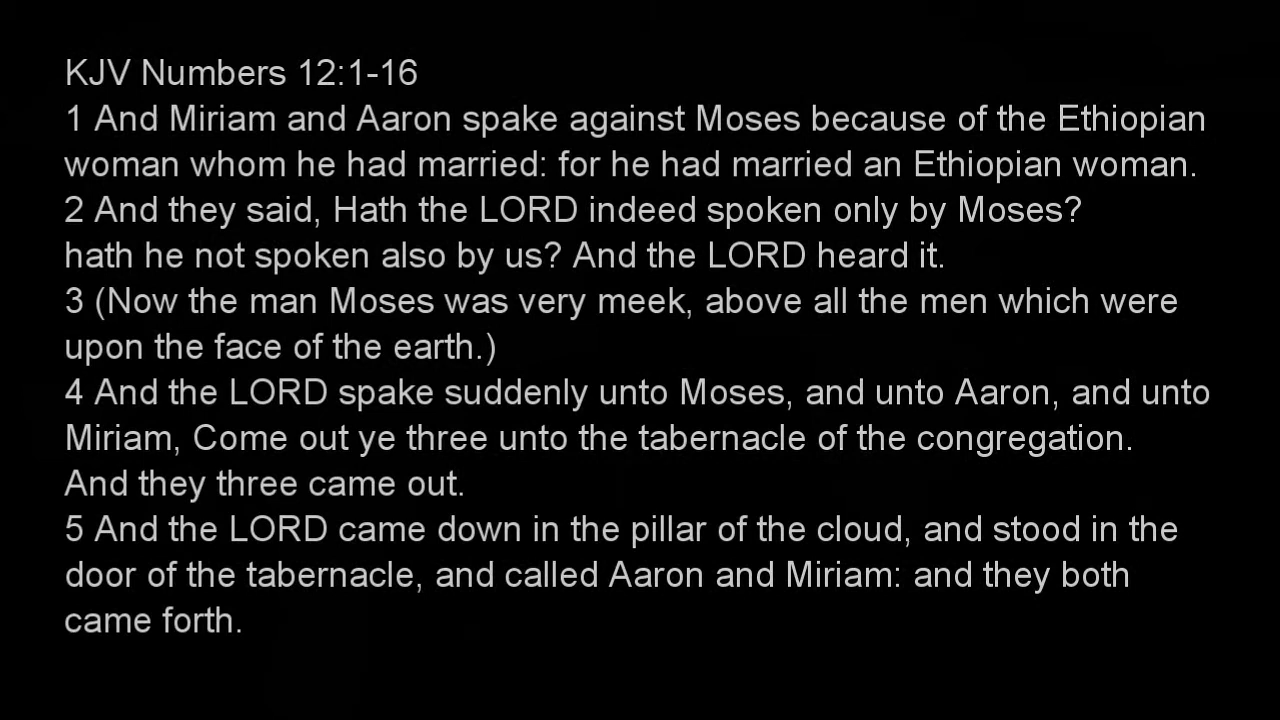 KJV Numbers 12:1-16
1 And Miriam and Aaron spake against Moses because of the Ethiopian
woman whom he had married: for he had married an Ethiopian woman.
2 And they said, Hath the LORD indeed spoken only by Moses?
hath he not spoken also by us? And the LORD heard it.
3 (Now the man Moses was very meek, above all the men which were
upon the face of the earth.)
4 And the LORD spake suddenly unto Moses, and unto Aaron, and unto
Miriam, Come out ye three unto the tabernacle of the congregation.
And they three came out.
5 And the LORD came down in the pillar of the cloud, and stood in the
door of the tabernacle, and called Aaron and Miriam: and they both
came forth.